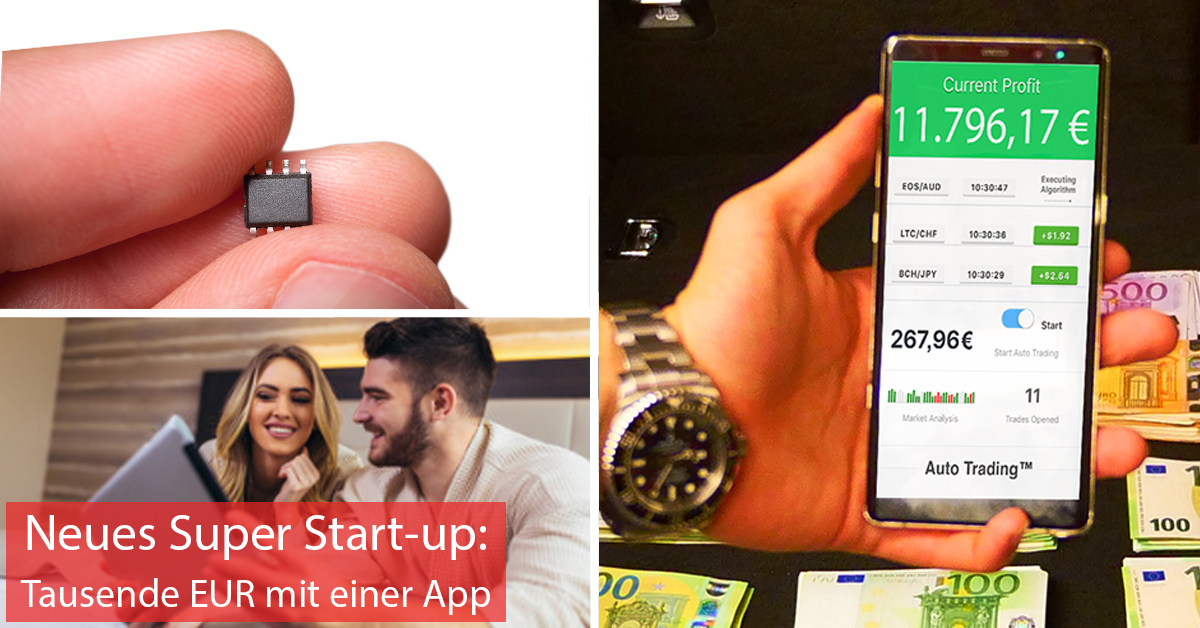 Neues Super Start-up:
Tausende EUR mit einer App
Current Profit
11.796,17 €
EOS/AUD 10:30:47 Executing Algorithm
LTC/CHF 10:30:36 +$1.92
BCH/JPY 10:30:29 +$2.64
267,96€ Start
Start Auto Trading
11
Market Analysis Trades Opened
Auto Trading™
500
100
00
100